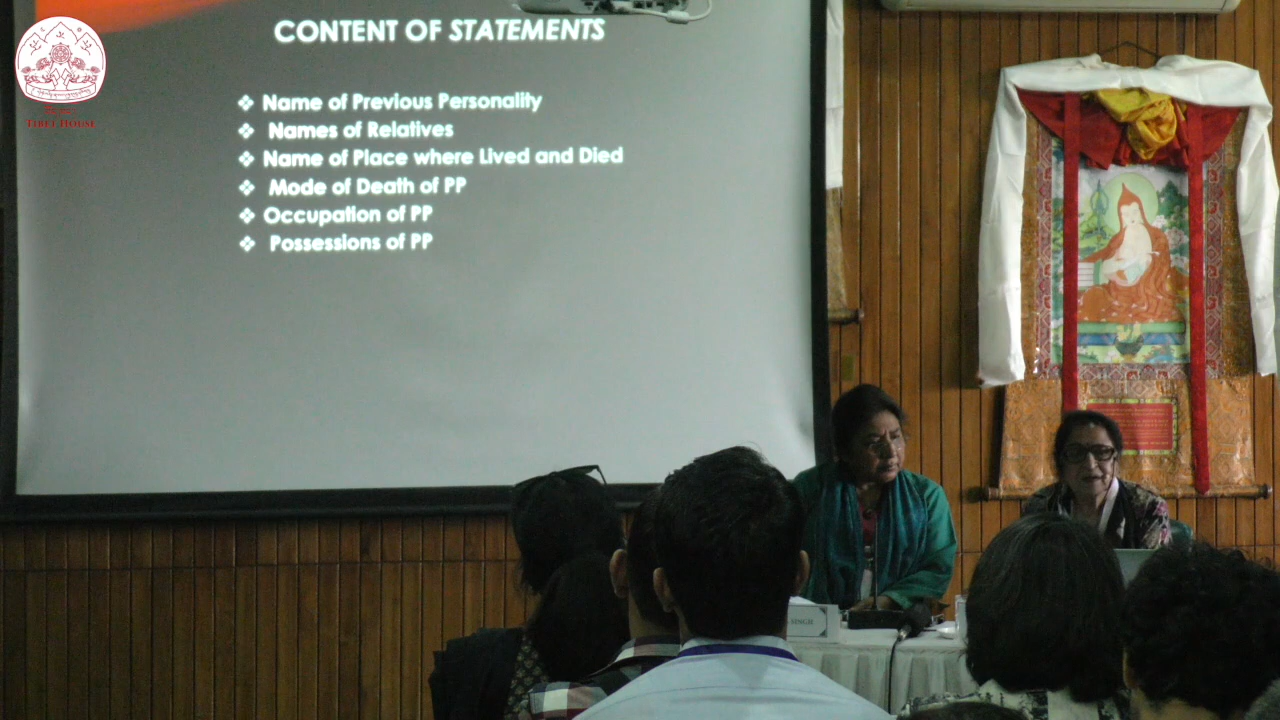 CONTENT OF STATEMENTS
❖ Name of Previous Personality
❖ Names of Relatives
❖ Name of Place where Lived and Died
❖ Mode of Death of PP
❖ Occupation of PP
❖ Possessions of PP
TIBET HOUSE
SINGH